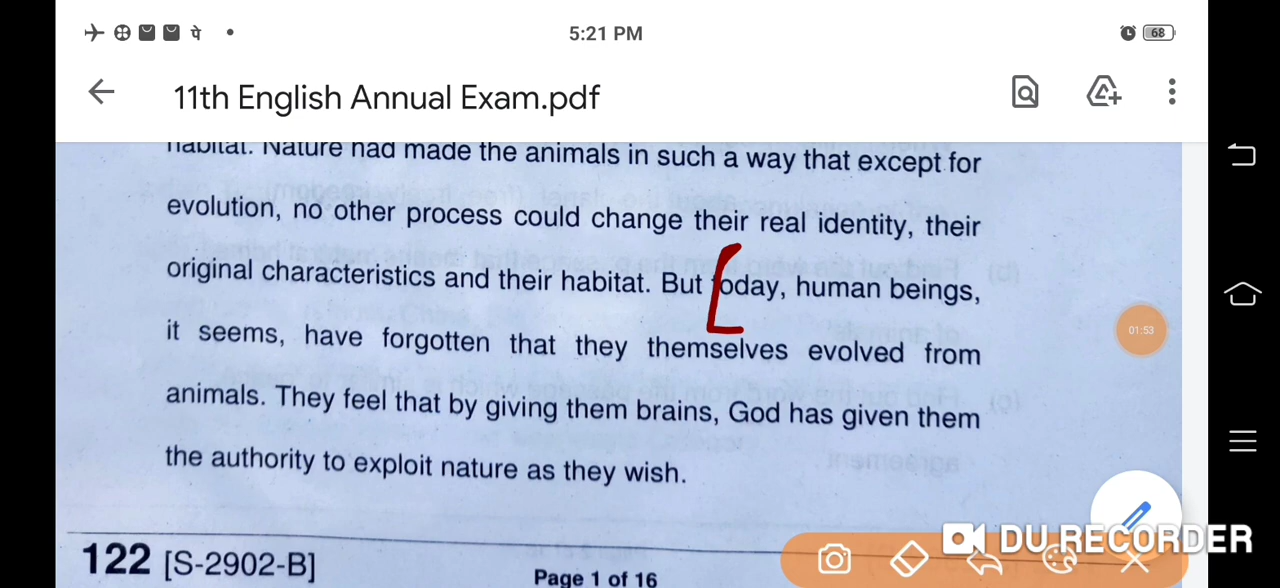 5:21 PM
68
11th English Annual Exam.pdf
habitat. Nature had made the animals in such a way that except for
evolution, no other process could change their real identity, their
original characteristics and their habitat. But today, human beings,
it seems, have forgotten that they themselves evolved from
animals. They feel that by giving them brains, God has given them
the authority to exploit nature as they wish.
122 [S-2902-B]
Page 1 of 16
01:53
DU RECORDER